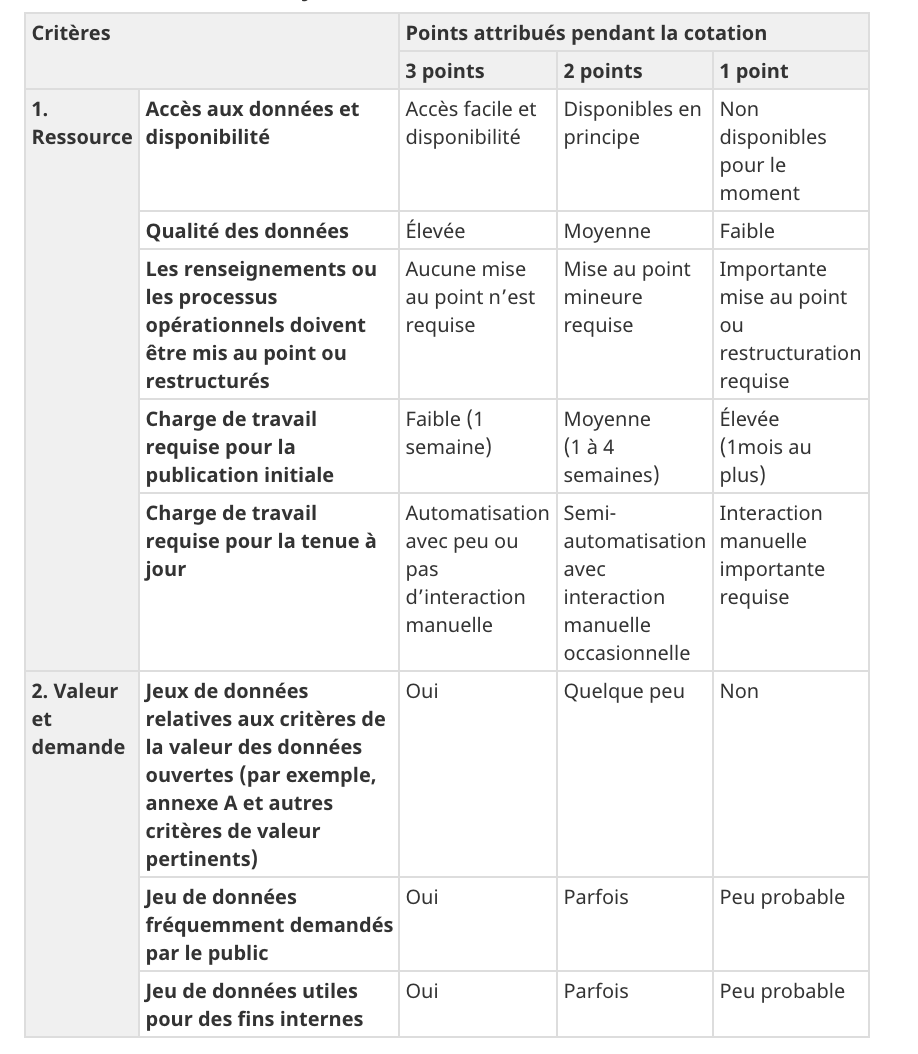 Critères
Points attribués pendant la cotation
3 points
2 points
1 point
1.
Ressource
Accès aux données et
disponibilité
Accès facile et
disponibilité
Disponibles en
principe
Non
disponibles
pour le
moment
Qualité des données
Élevée
Moyenne
Faible
Les renseignements ou
les processus
opérationnels doivent
être mis au point ou
restructurés
Aucune mise
au point n’est
requise
Mise au point
mineure
requise
Importante
mise au point
ou
restructuration
requise
Charge de travail
requise pour la
publication initiale
Faible (1
semaine)
Moyenne
(1 à 4
semaines)
Élevée
(1mois au
plus)
Charge de travail
requise pour la tenue à
jour
Automatisation
avec peu ou
pas
d’interaction
manuelle
Semi-
automatisation
avec
interaction
manuelle
occasionnelle
Interaction
manuelle
importante
requise
2. Valeur
et
demande
Jeux de données
relatives aux critères de
la valeur des données
ouvertes (par exemple,
annexe A et autres
critères de valeur
pertinents)
Oui
Quelque peu
Non
Jeu de données
fréquemment demandés
par le public
Oui
Parfois
Peu probable
Jeu de données utiles
pour des fins internes
Oui
Parfois
Peu probable